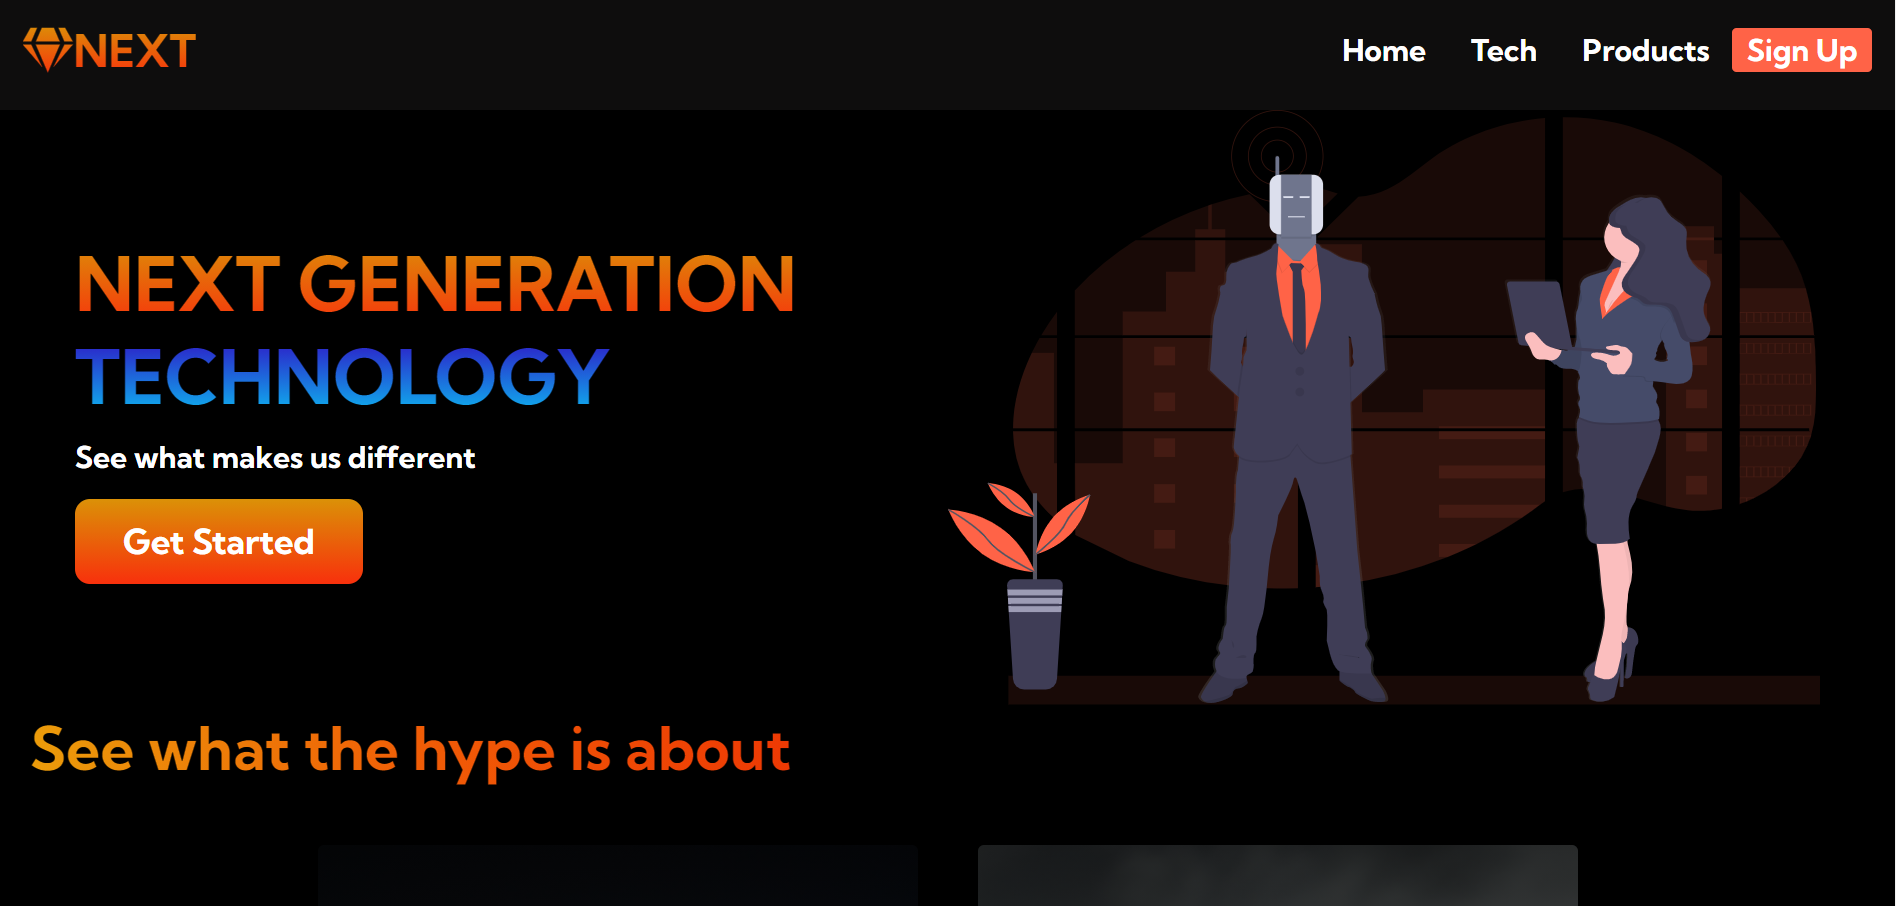 NEXT
Home
Tech
Products
Sign Up
NEXT GENERATION
TECHNOLOGY
See what makes us different
Get Started
See what the hype is about